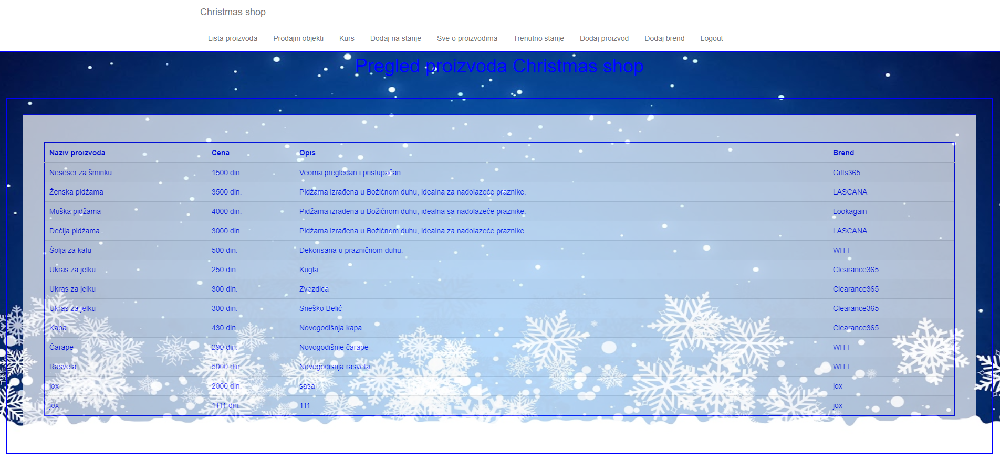 Christmas shop
Lista proizvoda Prodajni objekti Kurs Dodaj na stanje Sve o proizvodima Trenutno stanje Dodaj proizvod Dodaj brend Logout
Pregled proizvoda Christmas shop
Naziv proizvoda Cena Opis Brend
Neseser za šminku 1500 din. Veoma pregledan i pristupačan. Gifts365
Ženska pidžama 3500 din. Pidžama izrađena u Božićnom duhu, idealna za nadolazeće praznike. LASCANA
Muška pidžama 4000 din. Pidžama izrađena u Božićnom duhu, idealna sa nadolazeće praznike. Lookagain
Dečija pidžama 3000 din. Pidžama izrađena u Božićnom duhu, idealna za nadolazeće praznike. LASCANA
Šolja za kafu 500 din. Dekorisana u prazničnom duhu. WITT
Ukras za jelku 250 din. Kugla Clearance365
Ukras za jelku 300 din. Zvezdica Clearance365
Ukras za jelku 300 din. Sneško Belić Clearance365
Kapa 430 din. Novogodišnja kapa Clearance365
Čarape 290 din. Novogodišnje čarape WITT
Rasveta 5000 din. Novogodisnja rasveta WITT
jox 2000 din. sasa jox
jox 1111 din. 111 jox